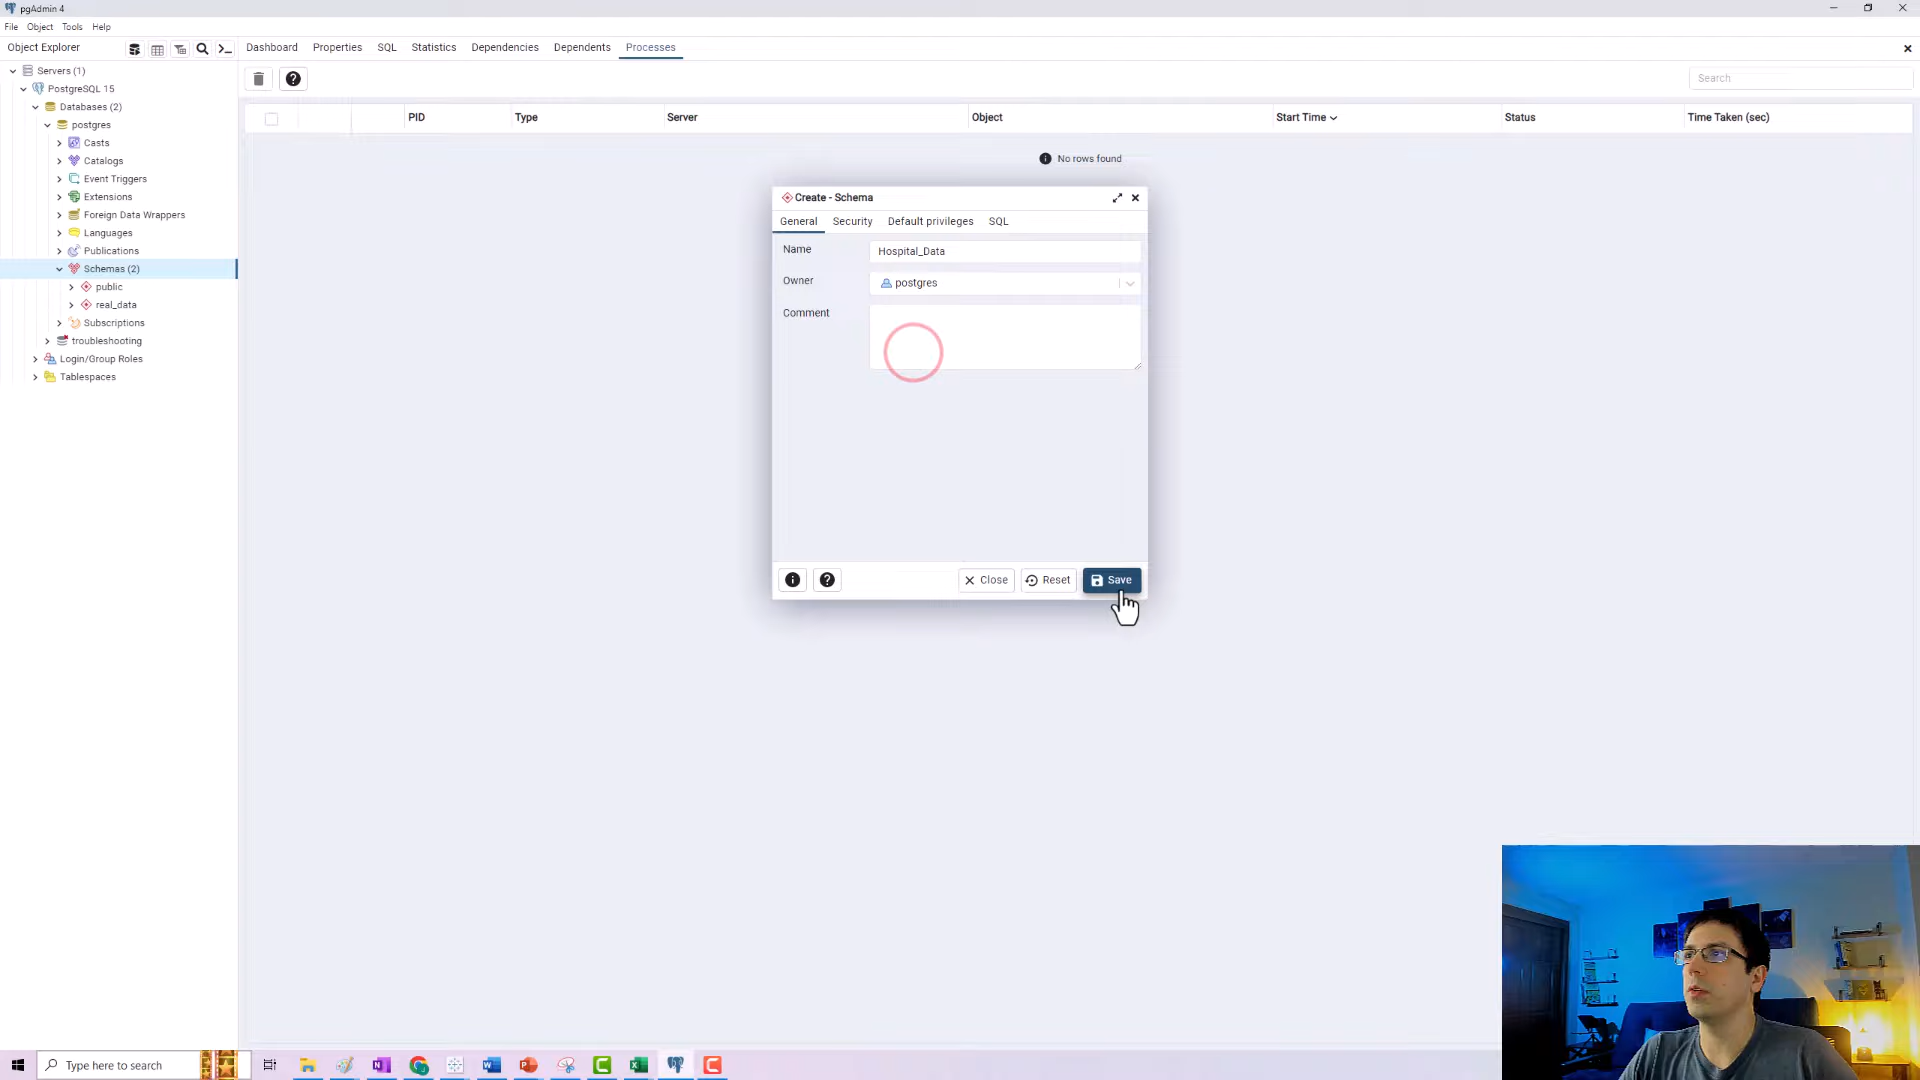 pgAdmin 4
File Object Tools Help
Object Explorer
Dashboard Properties SQL Statistics Dependencies Dependents Processes
Servers (1)
PostgreSQL 15
Databases (2)
postgres
Casts
Catalogs
Event Triggers
Extensions
Foreign Data Wrappers
Languages
Publications
Schemas (2)
public
real_data
Subscriptions
troubleshooting
Login/Group Roles
Tablespaces
Search
PID Type Server Object Start Time Status Time Taken (sec)
No rows found
Create - Schema
General Security Default privileges SQL
Name Hospital_Data
Owner postgres
Comment
Close Reset Save
Type here to search